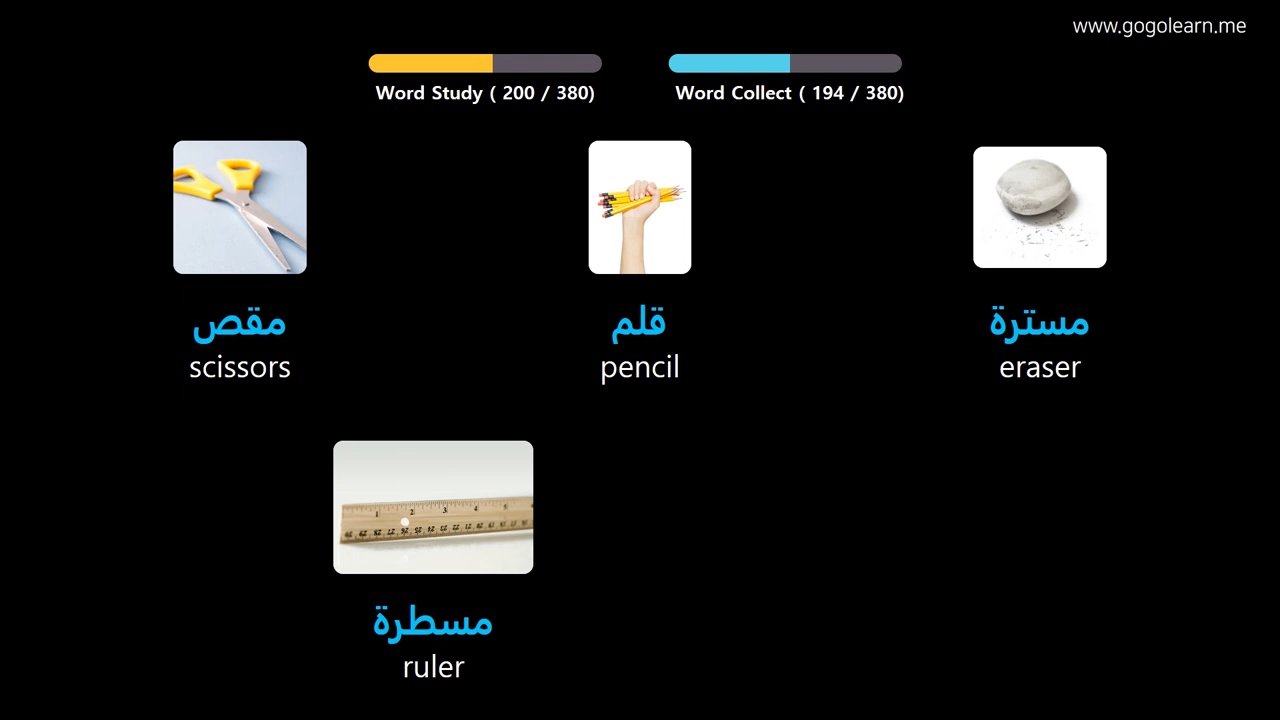 www.gogolearn.me
Word Study ( 200 / 380)
Word Collect ( 194 / 380)
مقص
scissors
قلم
pencil
مسترة
eraser
مسطرة
ruler